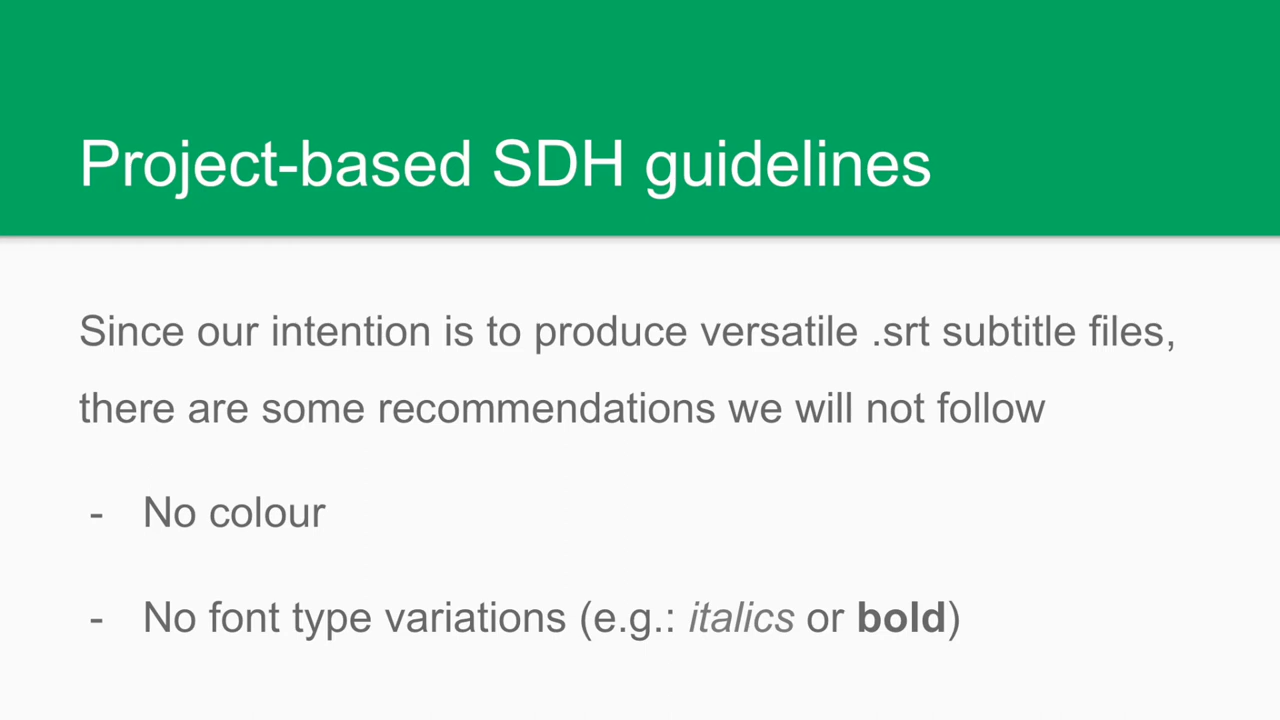 Project-based SDH guidelines
Since our intention is to produce versatile .srt subtitle files,
there are some recommendations we will not follow
- No colour
- No font type variations (e.g.: italics or bold)